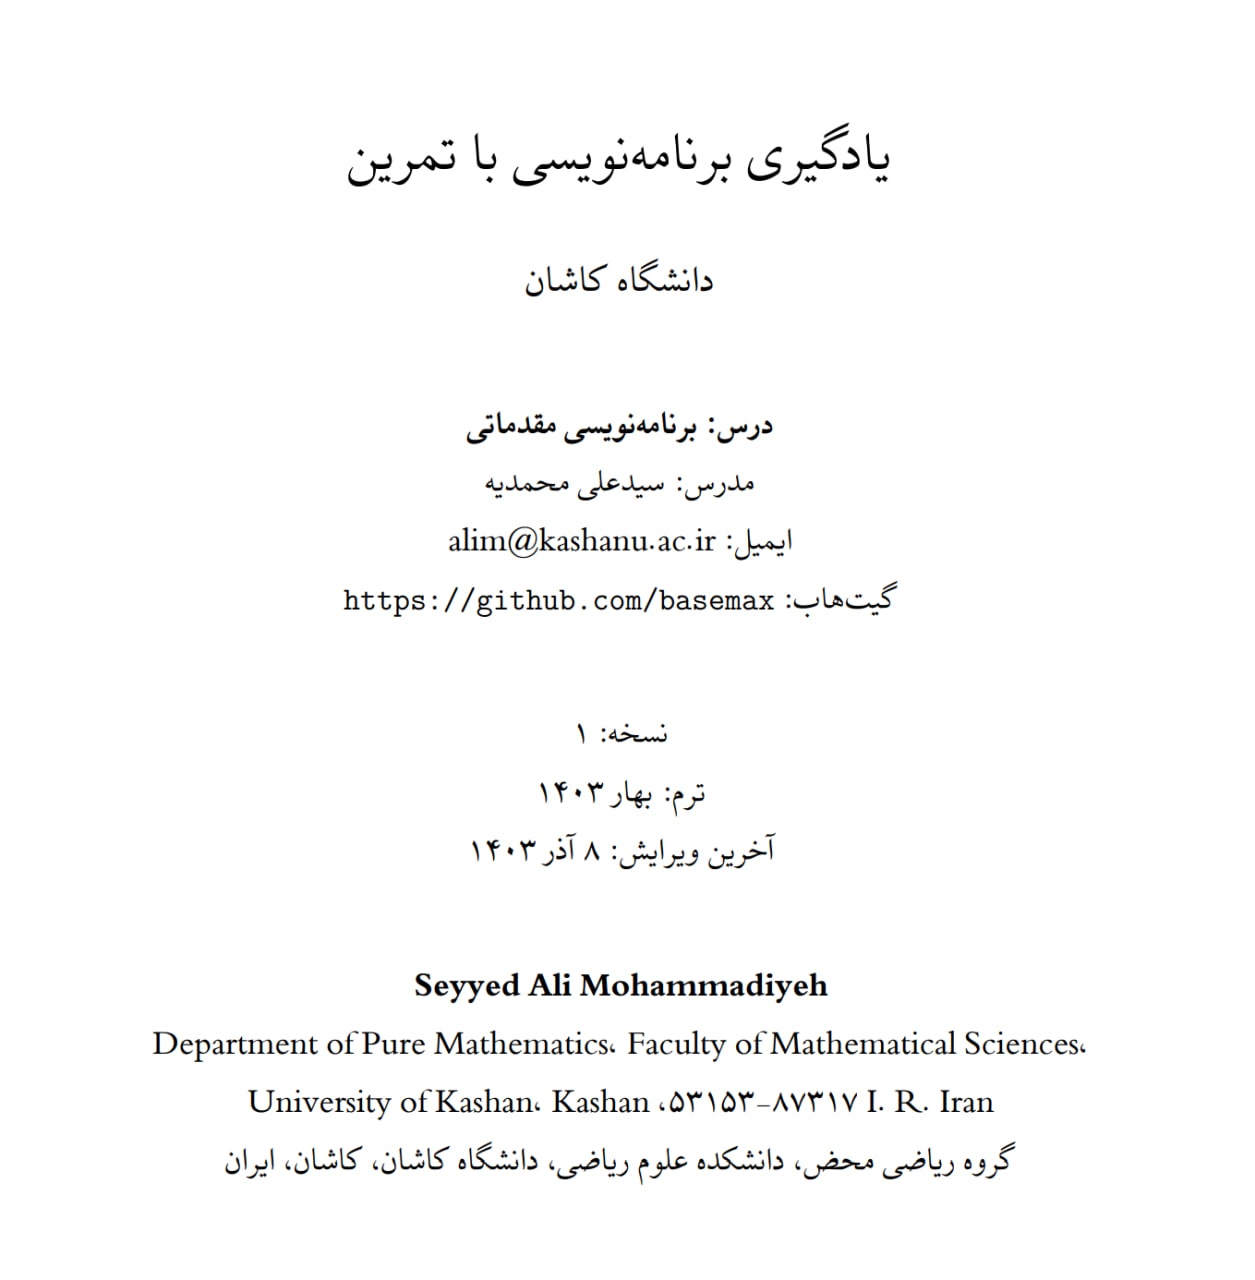 یادگیری برنامه‌نویسی با تمرین
دانشگاه کاشان
درس: برنامه‌نویسی مقدماتی
مدرس: سیدعلی محمدیه
ایمیل: alim@kashanu.ac.ir
گیت‌هاب: https://github.com/basemax
نسخه: ۱
ترم: بهار ۱۴۰۳
آخرین ویرایش: ۸ آذر ۱۴۰۳
Seyyed Ali Mohammadiyeh
Department of Pure Mathematics، Faculty of Mathematical Sciences،
University of Kashan، Kashan ،۵۳۱۵۳-۸۷۳۱۷ I. R. Iran
گروه ریاضی محض، دانشکده علوم ریاضی، دانشگاه کاشان، کاشان، ایران